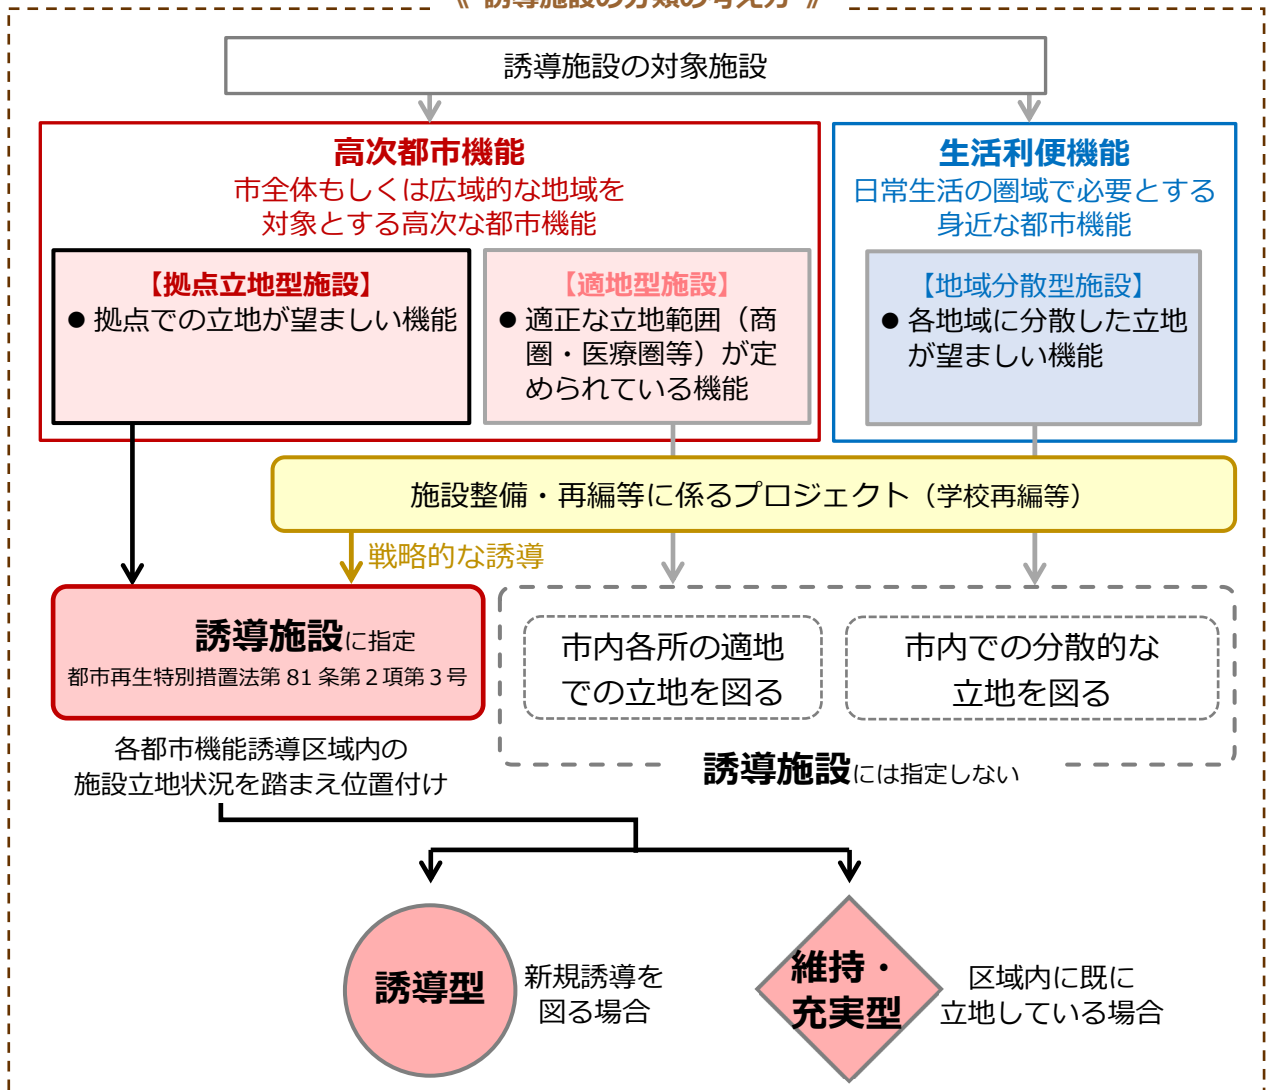 《 誘導施設の分類の考え方 》
誘導施設の対象施設
高次都市機能
市全体もしくは広域的な地域を
対象とする高次な都市機能
【拠点立地型施設】
● 拠点での立地が望ましい機能
【適地型施設】
● 適正な立地範囲（商
圏・医療圏等）が定
められている機能
生活利便機能
日常生活の圏域で必要とする
身近な都市機能
【地域分散型施設】
● 各地域に分散した立地
が望ましい機能
施設整備・再編等に係るプロジェクト（学校再編等）
戦略的な誘導
誘導施設に指定
都市再生特別措置法第 81 条第２項第３号
市内各所の適地
での立地を図る
市内での分散的な
立地を図る
誘導施設には指定しない
各都市機能誘導区域内の
施設立地状況を踏まえ位置付け
誘導型
新規誘導を
図る場合
維持・
充実型
区域内に既に
立地している場合